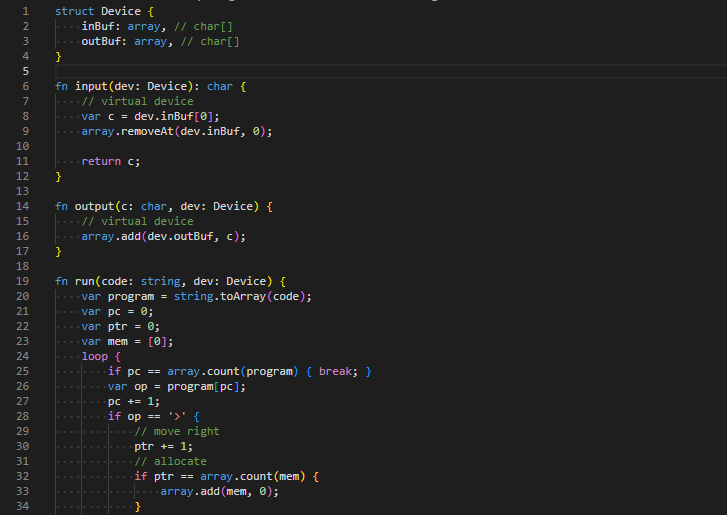 1 struct Device {
2     inBuf: array, // char[]
3     outBuf: array, // char[]
4 }
5
6 fn input(dev: Device): char {
7     // virtual device
8     var c = dev.inBuf[0];
9     array.removeAt(dev.inBuf, 0);
10
11     return c;
12 }
13
14 fn output(c: char, dev: Device) {
15     // virtual device
16     array.add(dev.outBuf, c);
17 }
18
19 fn run(code: string, dev: Device) {
20     var program = string.toArray(code);
21     var pc = 0;
22     var ptr = 0;
23     var mem = [0];
24     loop {
25         if pc == array.count(program) { break; }
26         var op = program[pc];
27         pc += 1;
28         if op == '>' {
29             // move right
30             ptr += 1;
31             // allocate
32             if ptr == array.count(mem) {
33                 array.add(mem, 0);
34             }